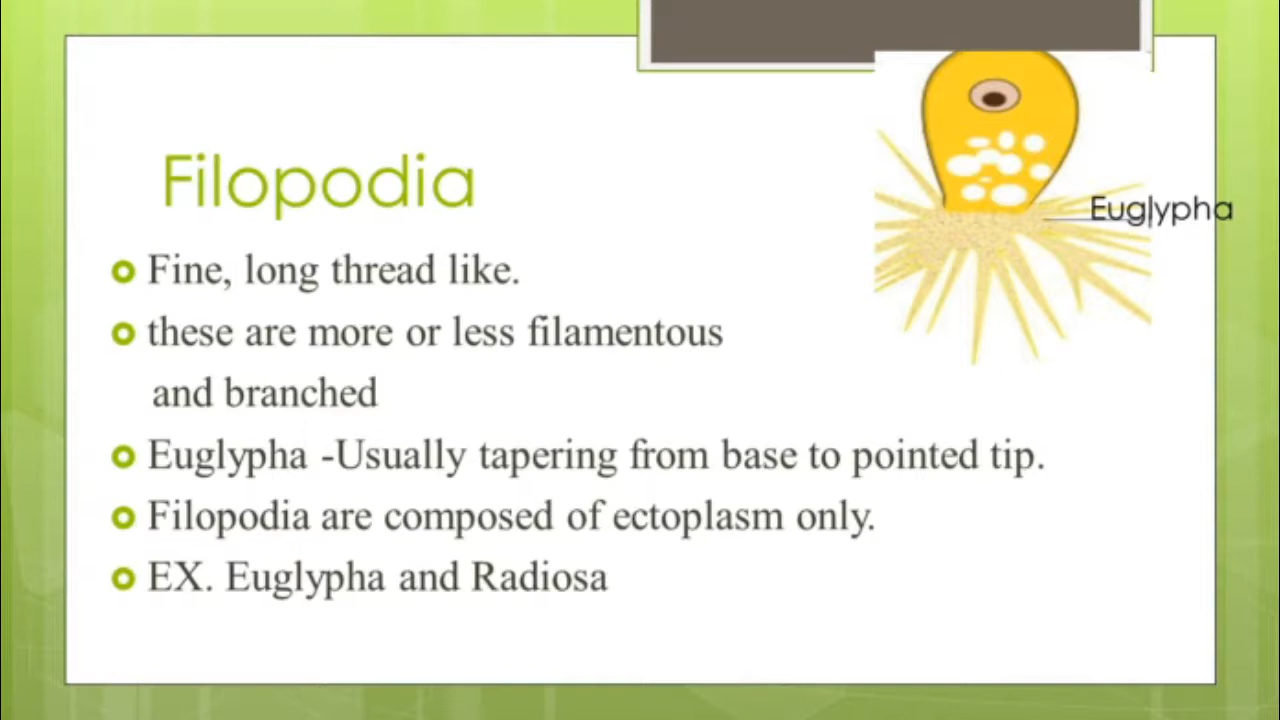 Filopodia
Euglypha
Fine, long thread like.
these are more or less filamentous
and branched
Euglypha -Usually tapering from base to pointed tip.
Filopodia are composed of ectoplasm only.
EX. Euglypha and Radiosa